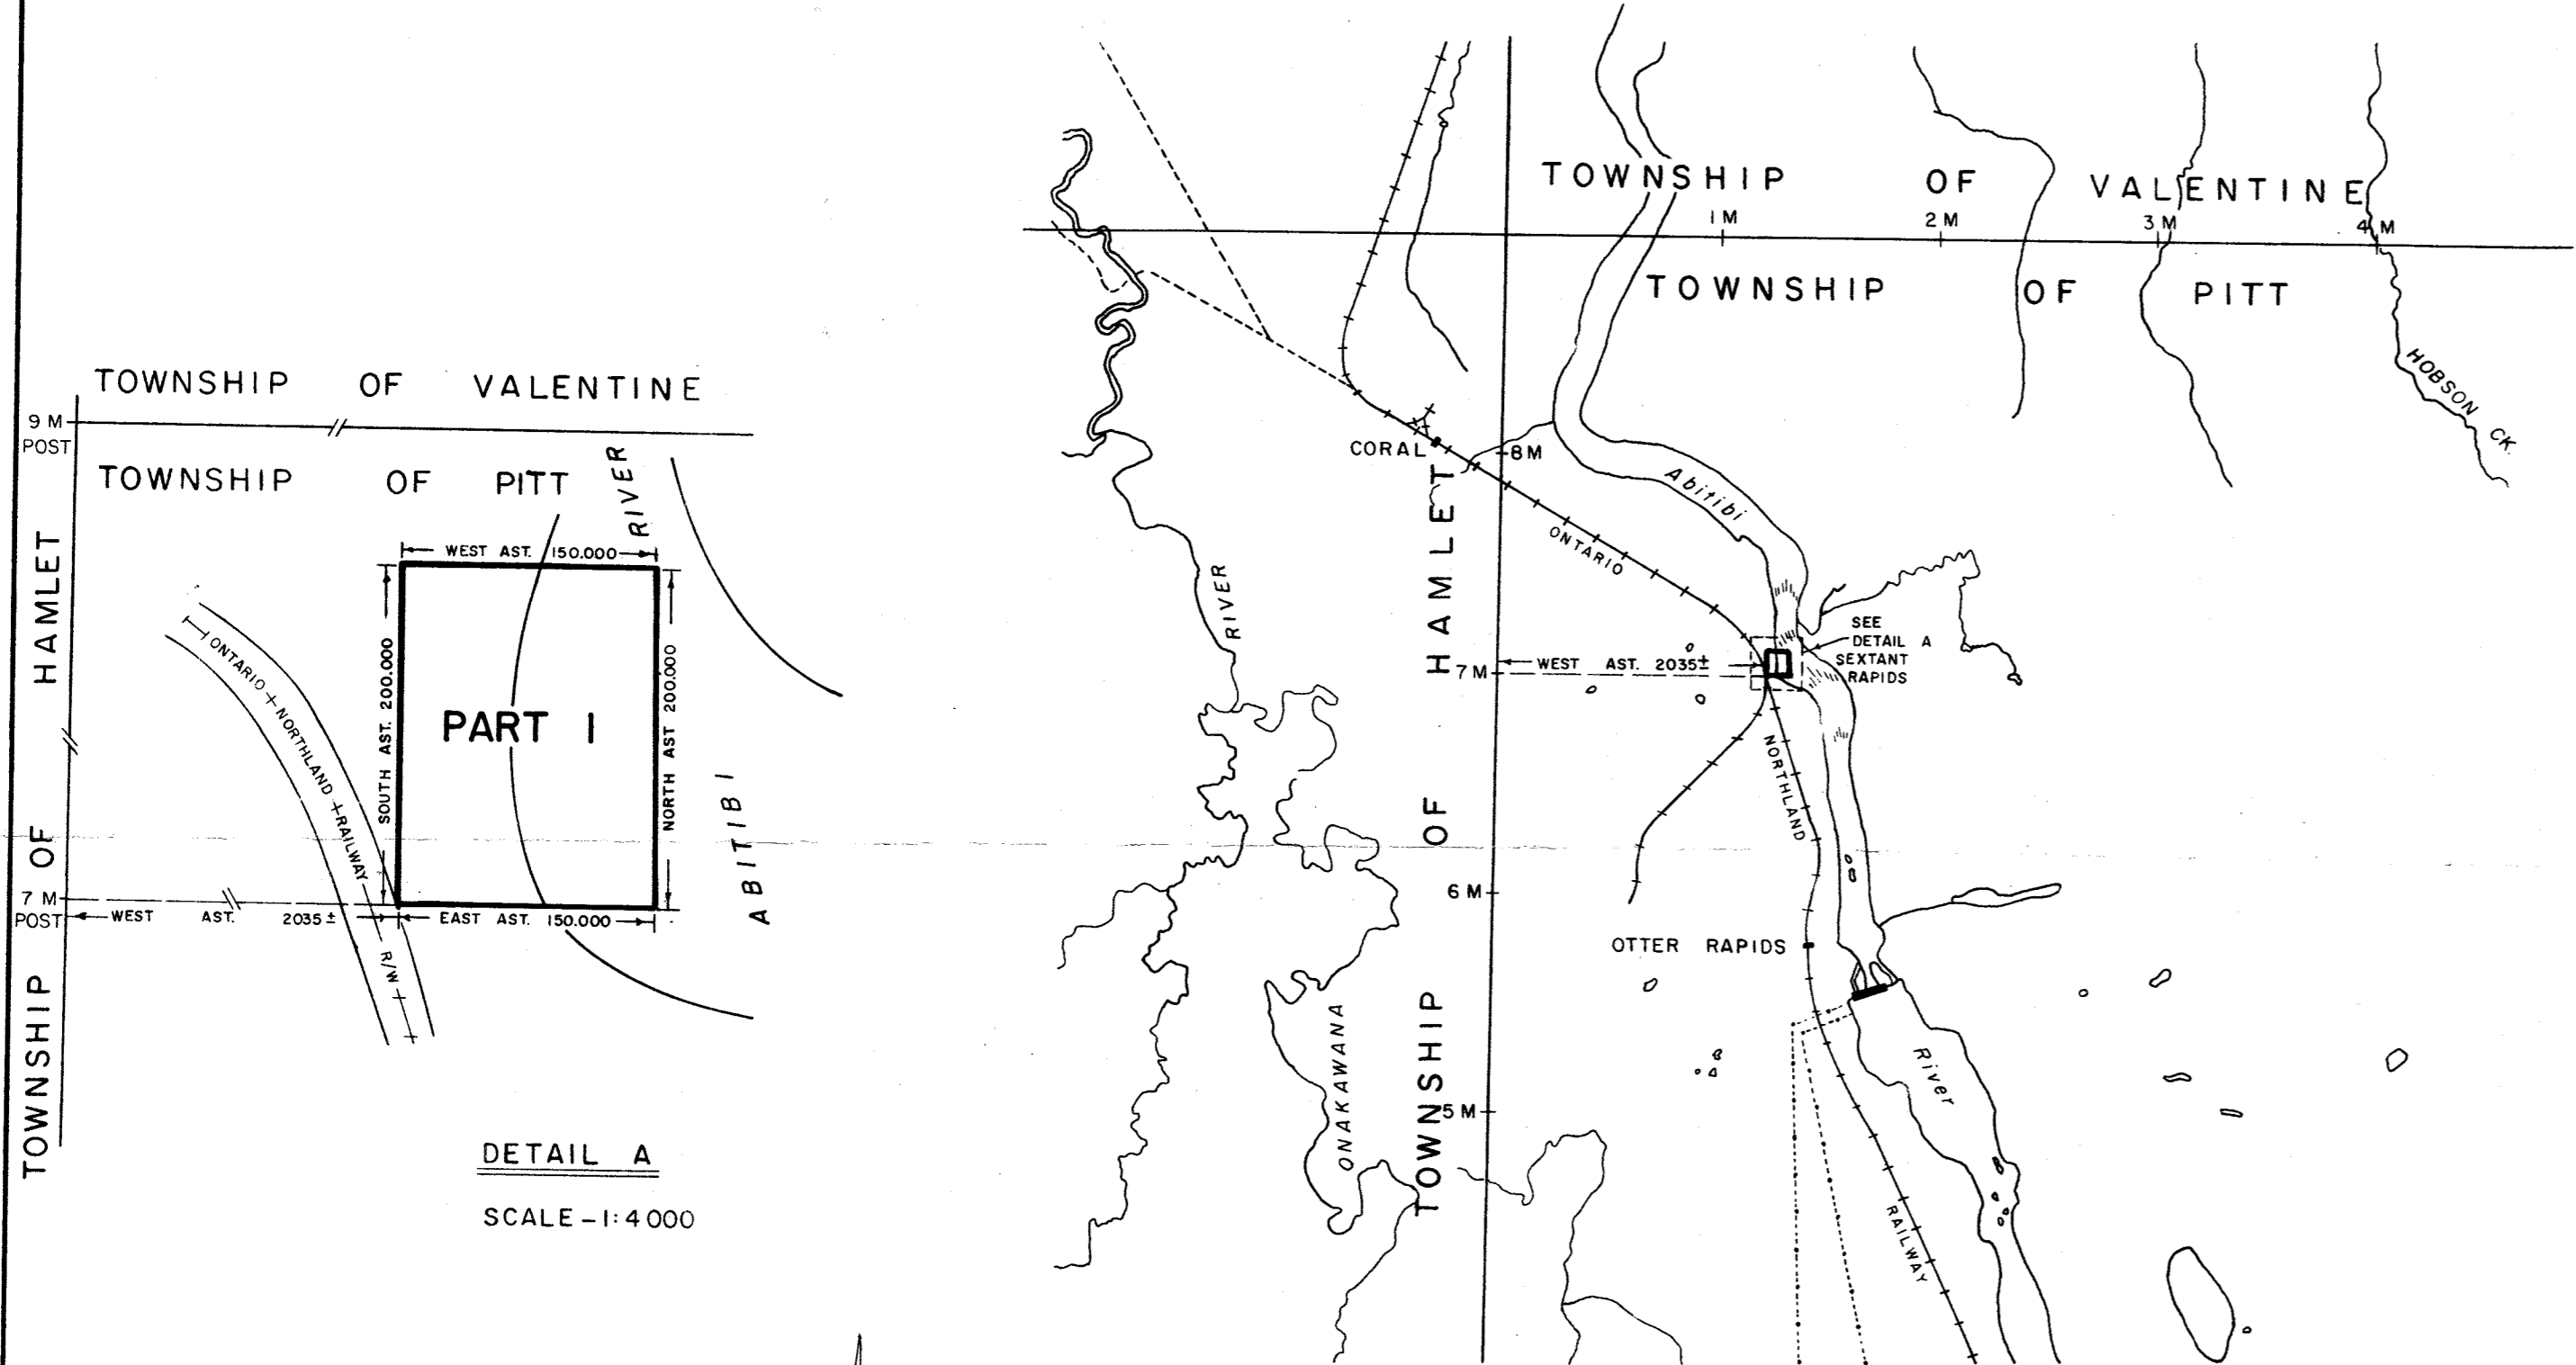 TOWNSHIP OF VALENTINE
9 M
POST
TOWNSHIP OF PITT
RIVER
TOWNSHIP OF HAMLET
WEST AST. 150.000
SOUTH AST. 200.000
NORTH AST 200.000
PART 1
ONTARIO NORTHLAND RAILWAY R/W
ABITIBI
7 M
POST
WEST AST. 2035±
EAST AST. 150.000
DETAIL A
SCALE - 1:4000
TOWNSHIP OF VALENTINE
1 M
2 M
3 M
4 M
TOWNSHIP OF PITT
HOBSON CK.
CORAL
8 M
Abitibi
ONTARIO
RIVER
TOWNSHIP OF HAMLET
SEE
DETAIL A
SEXTANT
RAPIDS
7 M
WEST AST. 2035±
NORTHLAND
6 M
OTTER RAPIDS
ONAKAWANA
5 M
River
RAILWAY